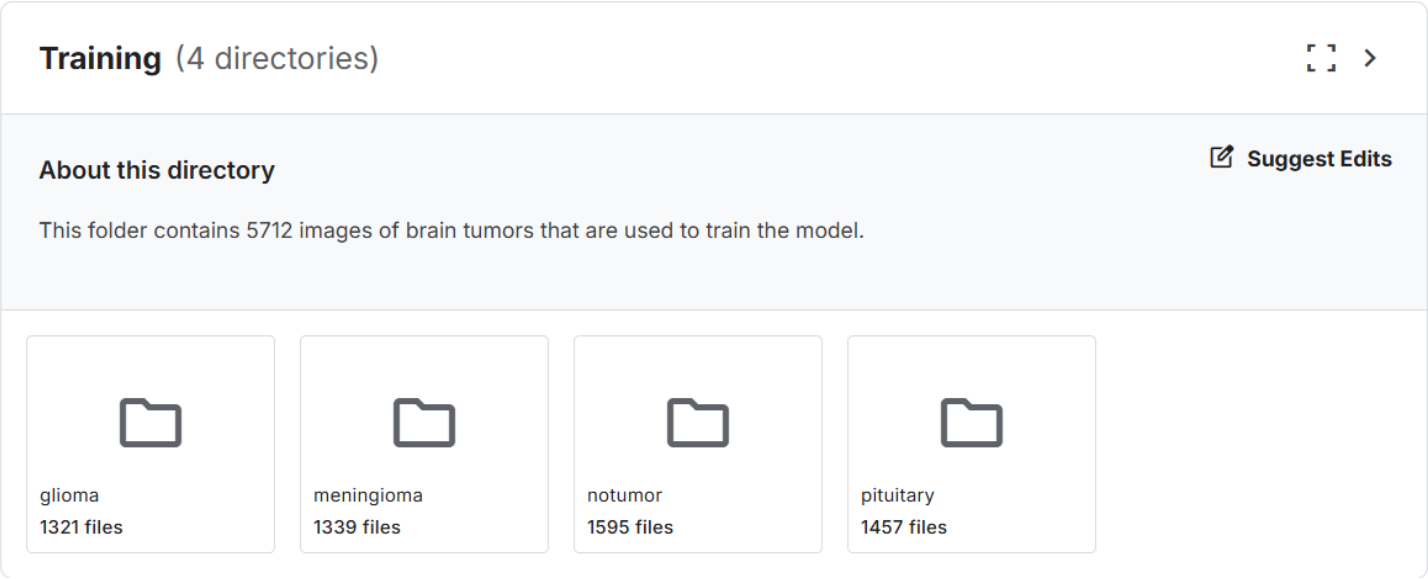 Training (4 directories)
About this directory
Suggest Edits
This folder contains 5712 images of brain tumors that are used to train the model.
glioma
1321 files
meningioma
1339 files
notumor
1595 files
pituitary
1457 files